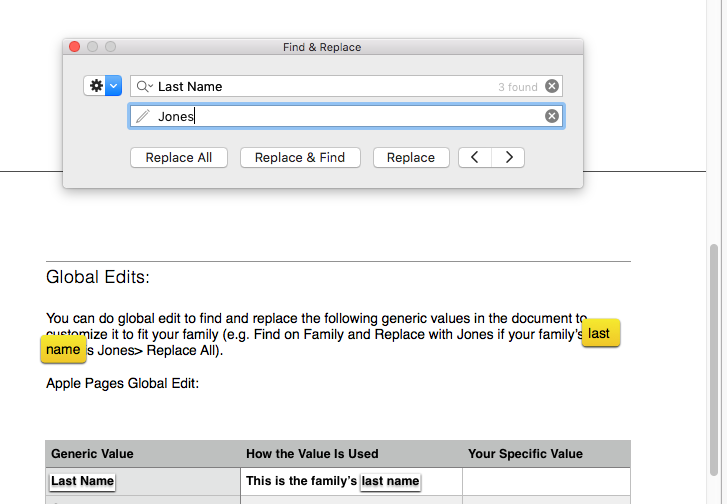 Find & Replace
Last Name 3 found
Jones
Replace All Replace & Find Replace
Global Edits:
You can do global edit to find and replace the following generic values in the document to
customize it to fit your family (e.g. Find on Family and Replace with Jones if your family's last
name is Jones> Replace All).
Apple Pages Global Edit:
Generic Value How the Value Is Used Your Specific Value
Last Name This is the family's last name